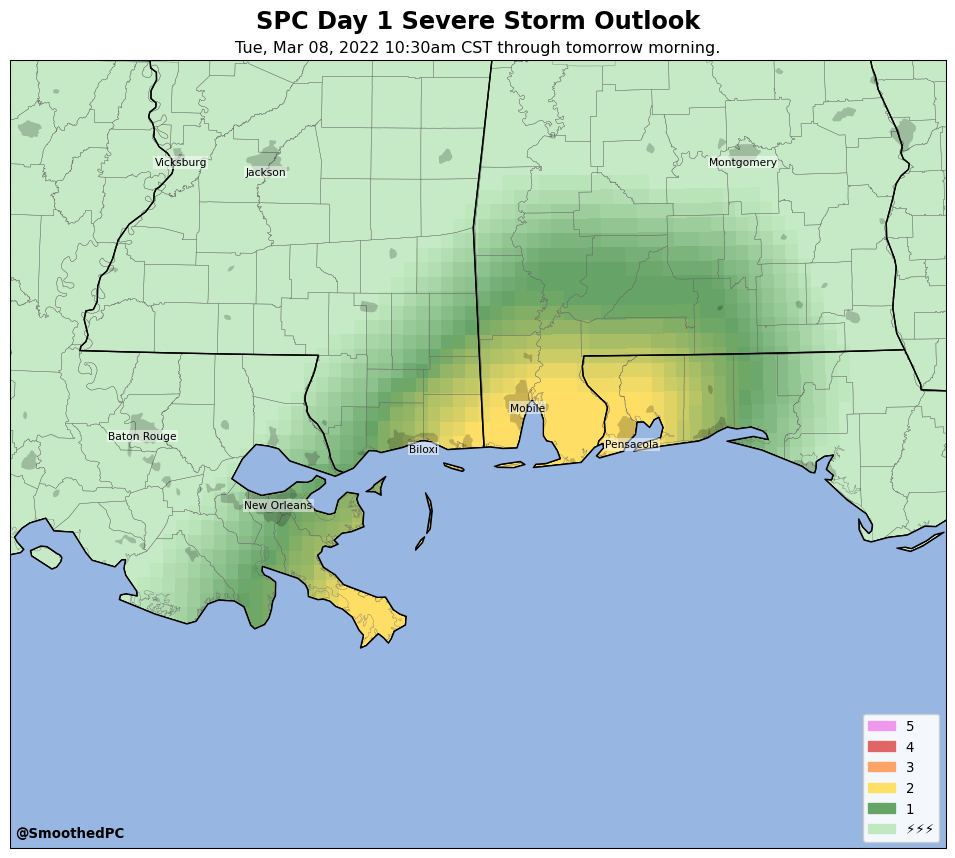 SPC Day 1 Severe Storm Outlook
Tue, Mar 08, 2022 10:30am CST through tomorrow morning.
Vicksburg
Jackson
Montgomery
Mobile
Baton Rouge
Biloxi
Pensacola
New Orleans
5
4
3
2
1
⚡⚡⚡
@SmoothedPC